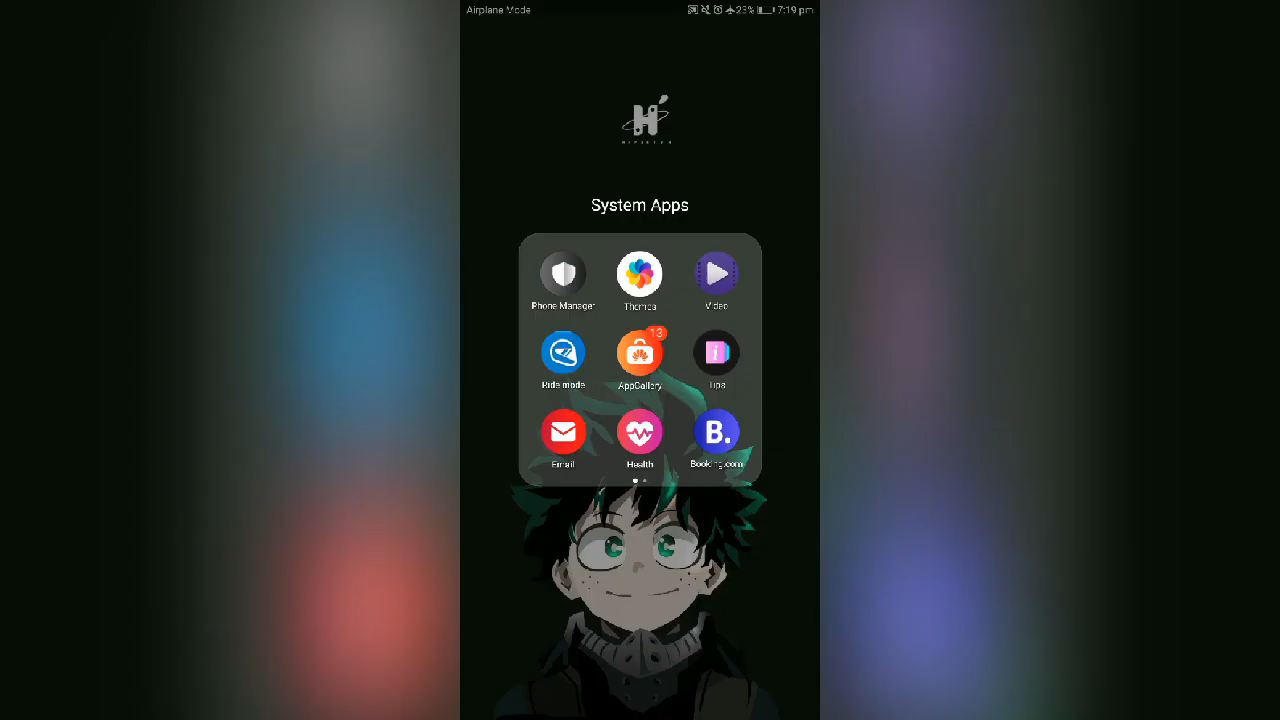 Airplane Mode 23% 7:19 pm
H
System Apps
Phone Manager Themes Video
13
Ride mode AppGallery Tips
B.
Email Health Booking.com